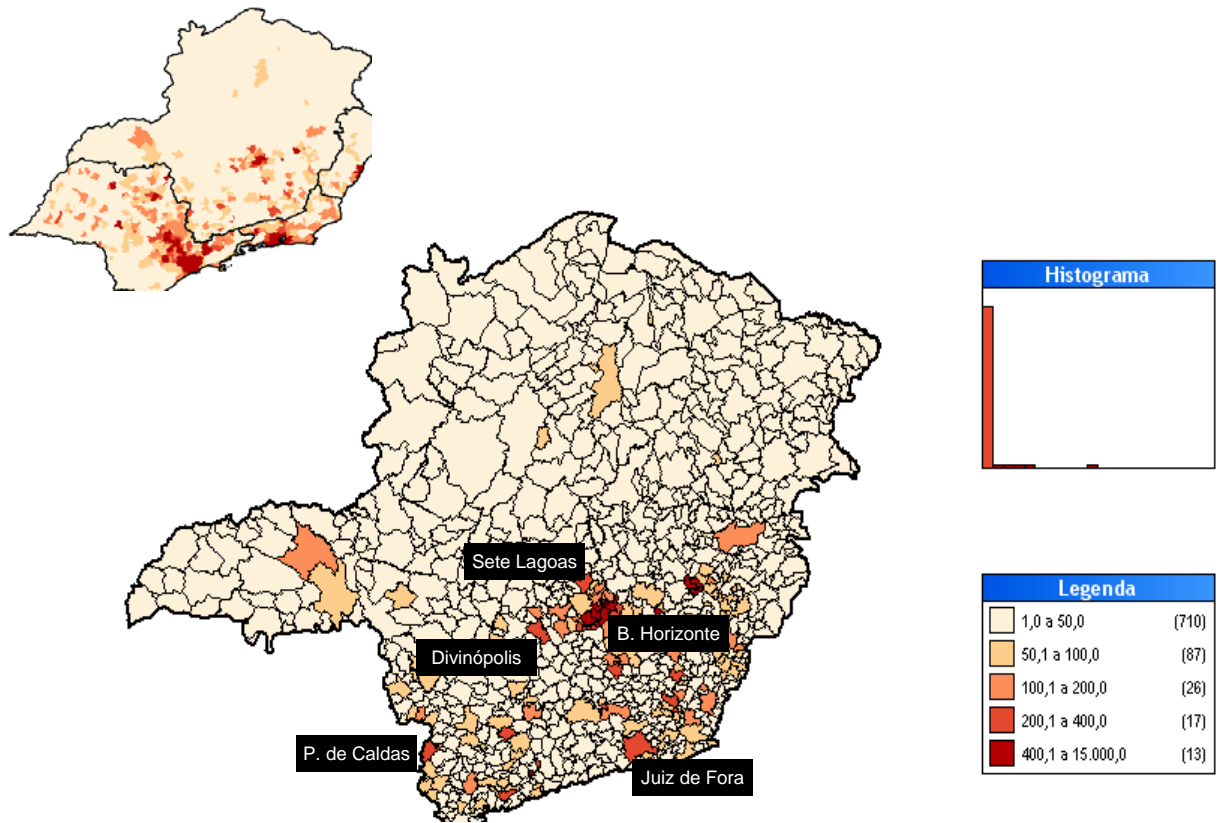 Histograma
Sete Lagoas
B. Horizonte
Divinópolis
P. de Caldas
Juiz de Fora
Legenda
1,0 a 50,0 (710)
50,1 a 100,0 (87)
100,1 a 200,0 (26)
200,1 a 400,0 (17)
400,1 a 15.000,0 (13)